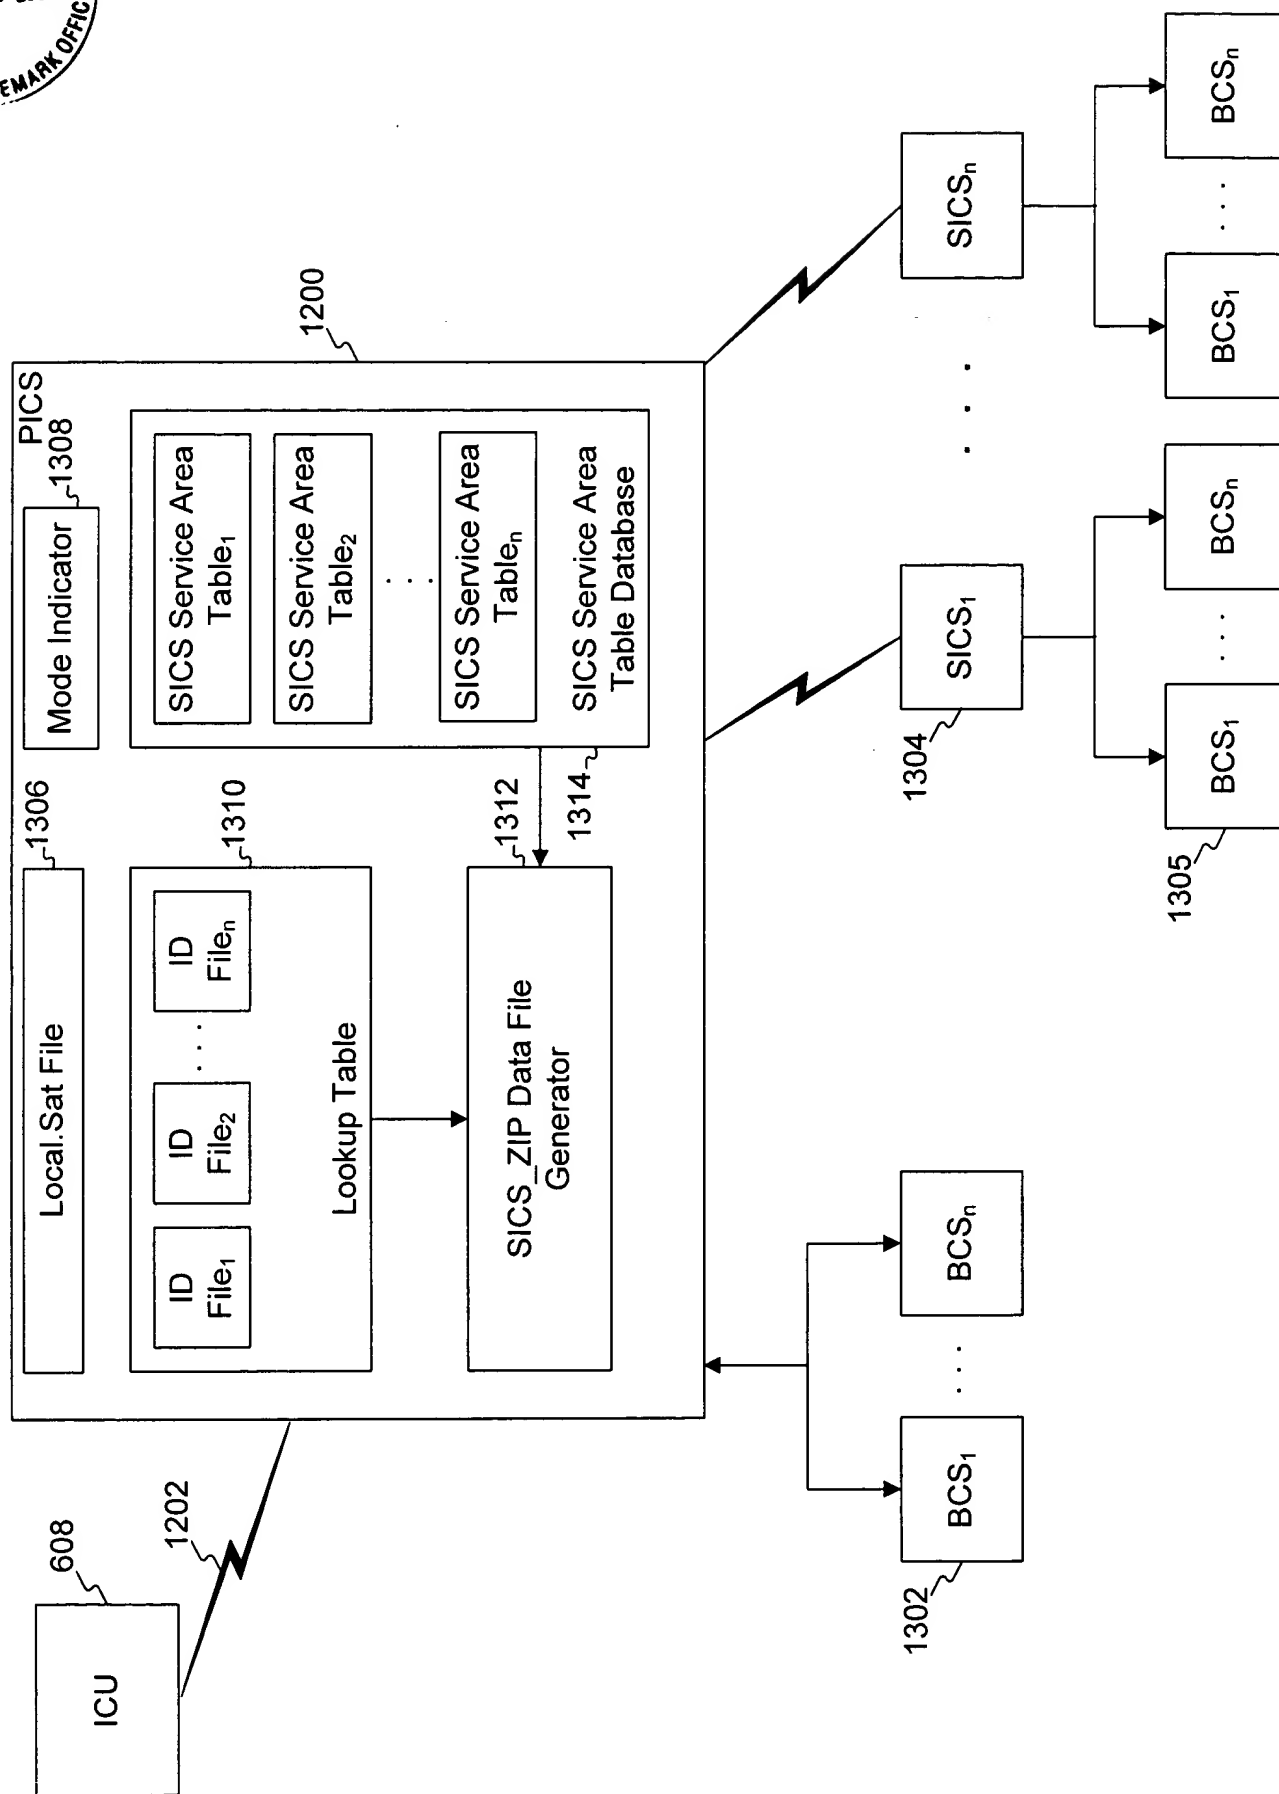 EMARK OFFIC
608
ICU
1202
1200
PICS
1306
Local.Sat File
1308
Mode Indicator
1310
ID
File₁
ID
File₂
. . . .
ID
Fileₙ
Lookup Table
1312
SICS_ZIP Data File
Generator
1314
SICS Service Area
Table₁
SICS Service Area
Table₂
. . .
SICS Service Area
Tableₙ
SICS Service Area
Table Database
1302
BCS₁
. . .
BCSₙ
1304
SICS₁
. . .
SICSₙ
1305
BCS₁
. . .
BCSₙ
BCS₁
. . .
BCSₙ